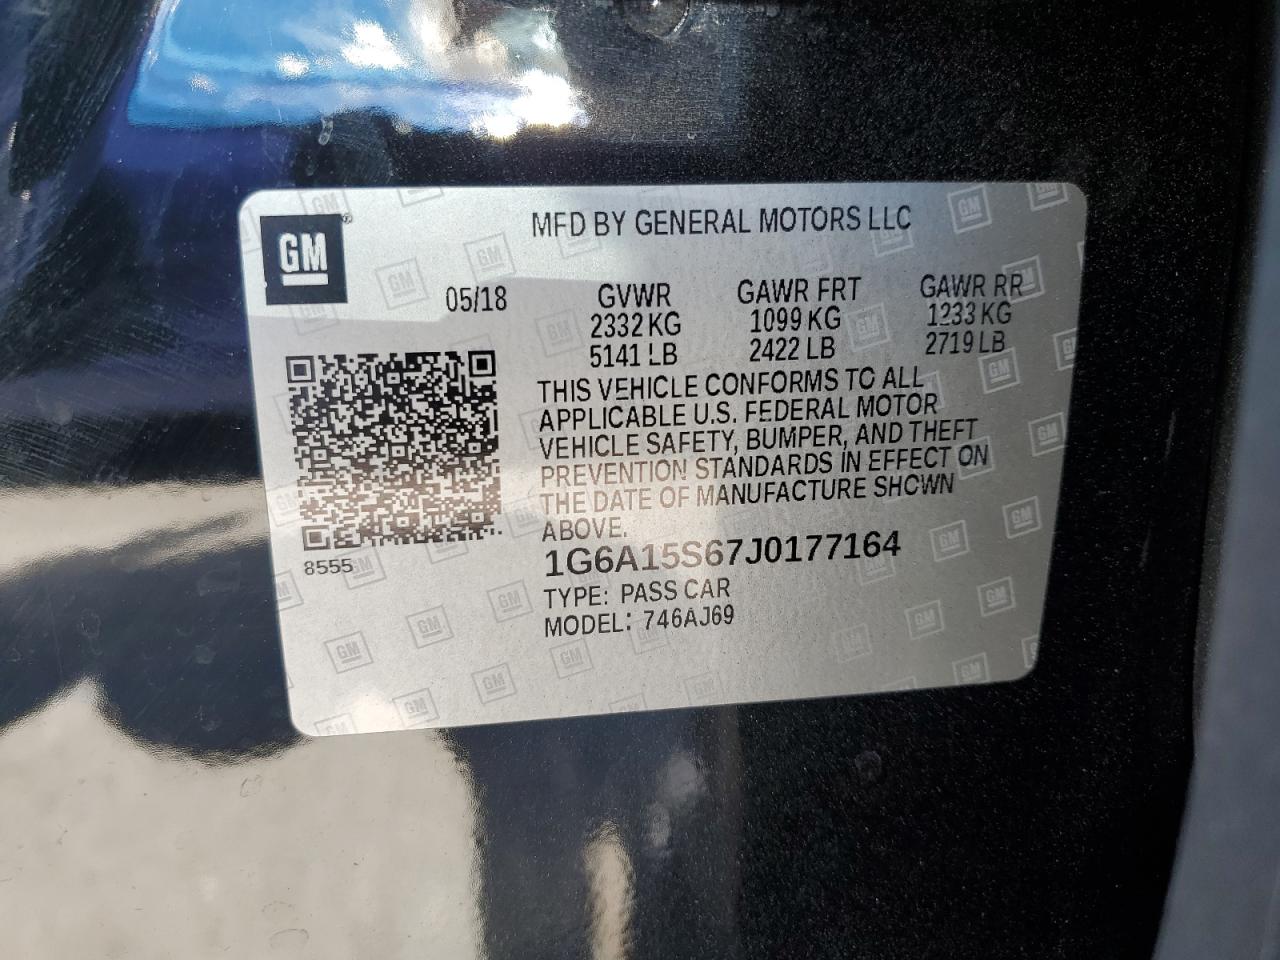 MFD BY GENERAL MOTORS LLC
GM
05/18
GVWR
2332 KG
5141 LB
GAWR FRT
1099 KG
2422 LB
GAWR RR
1233 KG
2719 LB
THIS VEHICLE CONFORMS TO ALL
APPLICABLE U.S. FEDERAL MOTOR
VEHICLE SAFETY, BUMPER, AND THEFT
PREVENTION STANDARDS IN EFFECT ON
THE DATE OF MANUFACTURE SHOWN
ABOVE.
8555
1G6A15S67J0177164
TYPE: PASS CAR
MODEL: 746AJ69